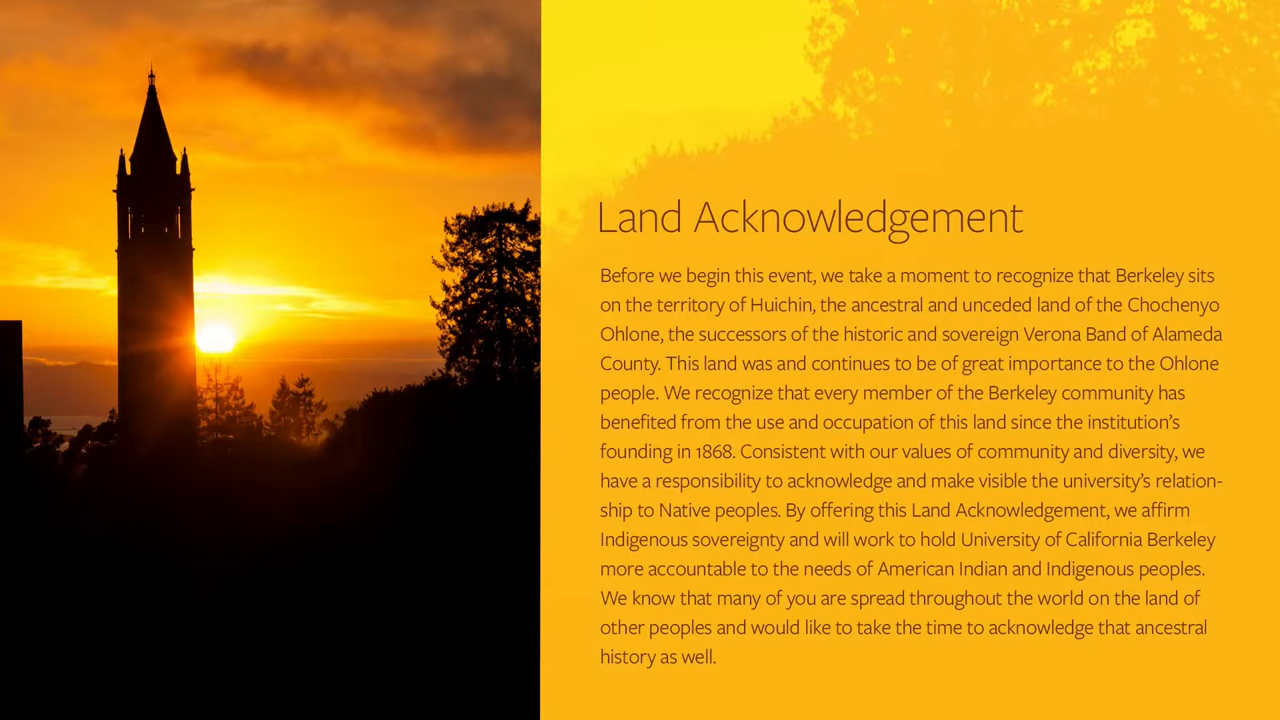 Land Acknowledgement
Before we begin this event, we take a moment to recognize that Berkeley sits
on the territory of Huichin, the ancestral and unceded land of the Chochenyo
Ohlone, the successors of the historic and sovereign Verona Band of Alameda
County. This land was and continues to be of great importance to the Ohlone
people. We recognize that every member of the Berkeley community has
benefited from the use and occupation of this land since the institution’s
founding in 1868. Consistent with our values of community and diversity, we
have a responsibility to acknowledge and make visible the university’s relation-
ship to Native peoples. By offering this Land Acknowledgement, we affirm
Indigenous sovereignty and will work to hold University of California Berkeley
more accountable to the needs of American Indian and Indigenous peoples.
We know that many of you are spread throughout the world on the land of
other peoples and would like to take the time to acknowledge that ancestral
history as well.